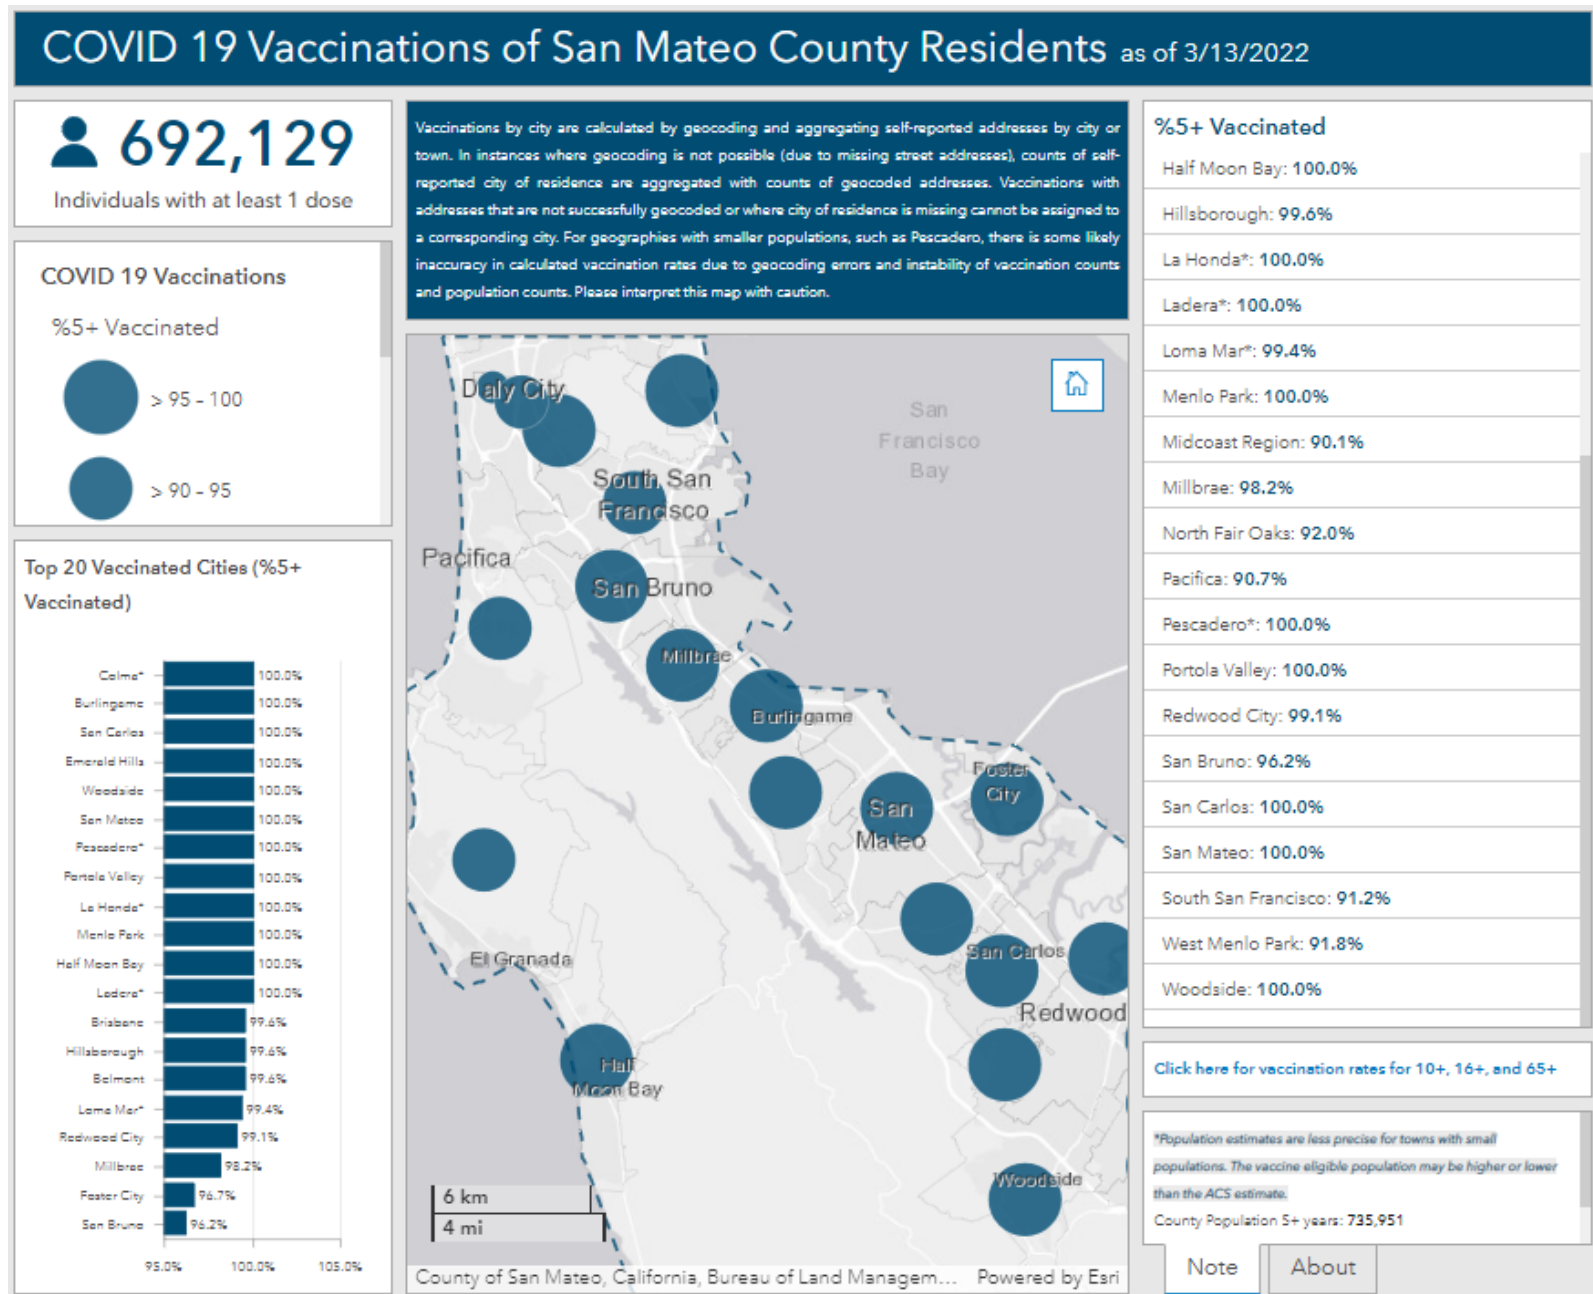 COVID 19 Vaccinations of San Mateo County Residents as of 3/13/2022
692,129
Individuals with at least 1 dose
COVID 19 Vaccinations
%5+ Vaccinated
> 95 - 100
> 90 - 95
Top 20 Vaccinated Cities (%5+
Vaccinated)
Colma* 100.0%
Burlingame 100.0%
San Carlos 100.0%
Emerald Hills 100.0%
Woodside 100.0%
San Mateo 100.0%
Pescadero* 100.0%
Portola Valley 100.0%
La Honda* 100.0%
Menlo Park 100.0%
Half Moon Bay 100.0%
Ladera* 100.0%
Brisbane 99.6%
Hillsborough 99.6%
Belmont 99.6%
Loma Mar* 99.4%
Redwood City 99.1%
Millbrae 98.2%
Foster City 96.7%
San Bruno 96.2%
95.0% 100.0% 105.0%
Vaccinations by city are calculated by geocoding and aggregating self-reported addresses by city or
town. In instances where geocoding is not possible (due to missing street addresses), counts of self-
reported city of residence are aggregated with counts of geocoded addresses. Vaccinations with
addresses that are not successfully geocoded or where city of residence is missing cannot be assigned to
a corresponding city. For geographies with smaller populations, such as Pescadero, there is some likely
inaccuracy in calculated vaccination rates due to geocoding errors and instability of vaccination counts
and population counts. Please interpret this map with caution.
Daly City
San
Francisco
Bay
South San
Francisco
Pacifica
San Bruno
Millbrae
Burlingame
Foster
City
San
Mateo
El Granada
San Carlos
Redwood
Half
Moon Bay
Woodside
6 km
4 mi
County of San Mateo, California, Bureau of Land Managem... Powered by Esri
%5+ Vaccinated
Half Moon Bay: 100.0%
Hillsborough: 99.6%
La Honda*: 100.0%
Ladera*: 100.0%
Loma Mar*: 99.4%
Menlo Park: 100.0%
Midcoast Region: 90.1%
Millbrae: 98.2%
North Fair Oaks: 92.0%
Pacifica: 90.7%
Pescadero*: 100.0%
Portola Valley: 100.0%
Redwood City: 99.1%
San Bruno: 96.2%
San Carlos: 100.0%
San Mateo: 100.0%
South San Francisco: 91.2%
West Menlo Park: 91.8%
Woodside: 100.0%
Click here for vaccination rates for 10+, 16+, and 65+
*Population estimates are less precise for towns with small
populations. The vaccine eligible population may be higher or lower
than the ACS estimate.
County Population 5+ years: 735,951
Note About